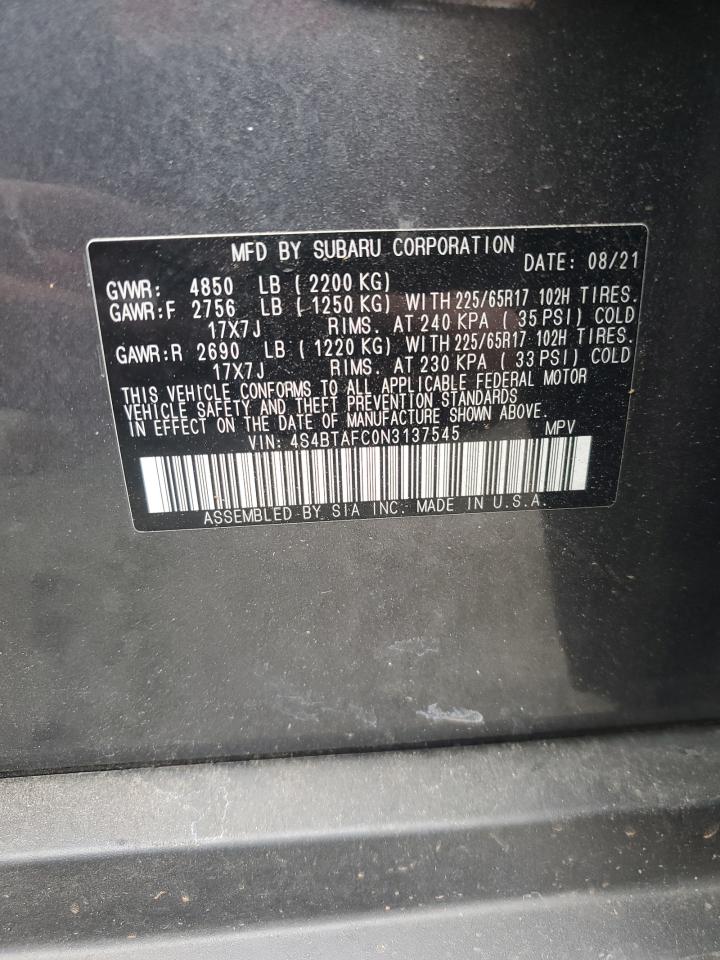 MFD BY SUBARU CORPORATION DATE: 08/21
GVWR: 4850 LB ( 2200 KG)
GAWR:F 2756 LB ( 1250 KG) WITH 225/65R17 102H TIRES.
17X7J RIMS. AT 240 KPA ( 35 PSI) COLD
GAWR:R 2690 LB ( 1220 KG) WITH 225/65R17 102H TIRES.
17X7J RIMS. AT 230 KPA ( 33 PSI) COLD
THIS VEHICLE CONFORMS TO ALL APPLICABLE FEDERAL MOTOR
VEHICLE SAFETY AND THEFT PREVENTION STANDARDS
IN EFFECT ON THE DATE OF MANUFACTURE SHOWN ABOVE.
VIN: 4S4BTAFC0N3137545 MPV
ASSEMBLED BY SIA INC. MADE IN U.S.A.